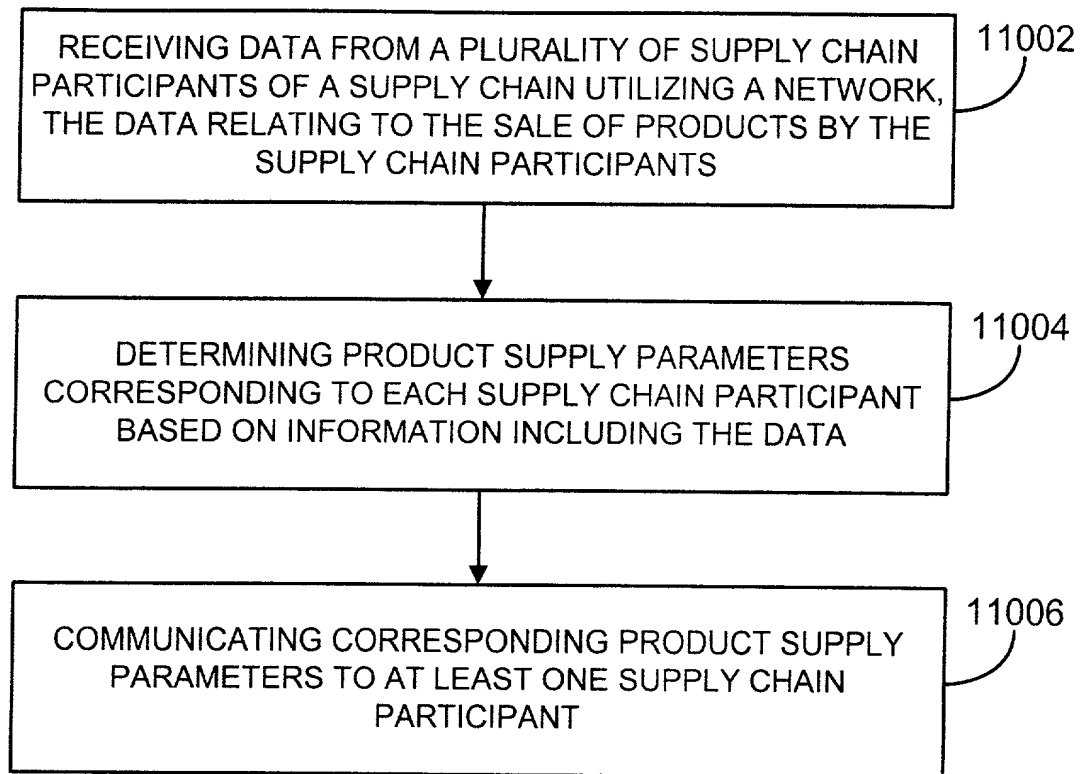 RECEIVING DATA FROM A PLURALITY OF SUPPLY CHAIN
PARTICIPANTS OF A SUPPLY CHAIN UTILIZING A NETWORK,
THE DATA RELATING TO THE SALE OF PRODUCTS BY THE
SUPPLY CHAIN PARTICIPANTS
11002
DETERMINING PRODUCT SUPPLY PARAMETERS
CORRESPONDING TO EACH SUPPLY CHAIN PARTICIPANT
BASED ON INFORMATION INCLUDING THE DATA
11004
COMMUNICATING CORRESPONDING PRODUCT SUPPLY
PARAMETERS TO AT LEAST ONE SUPPLY CHAIN
PARTICIPANT
11006